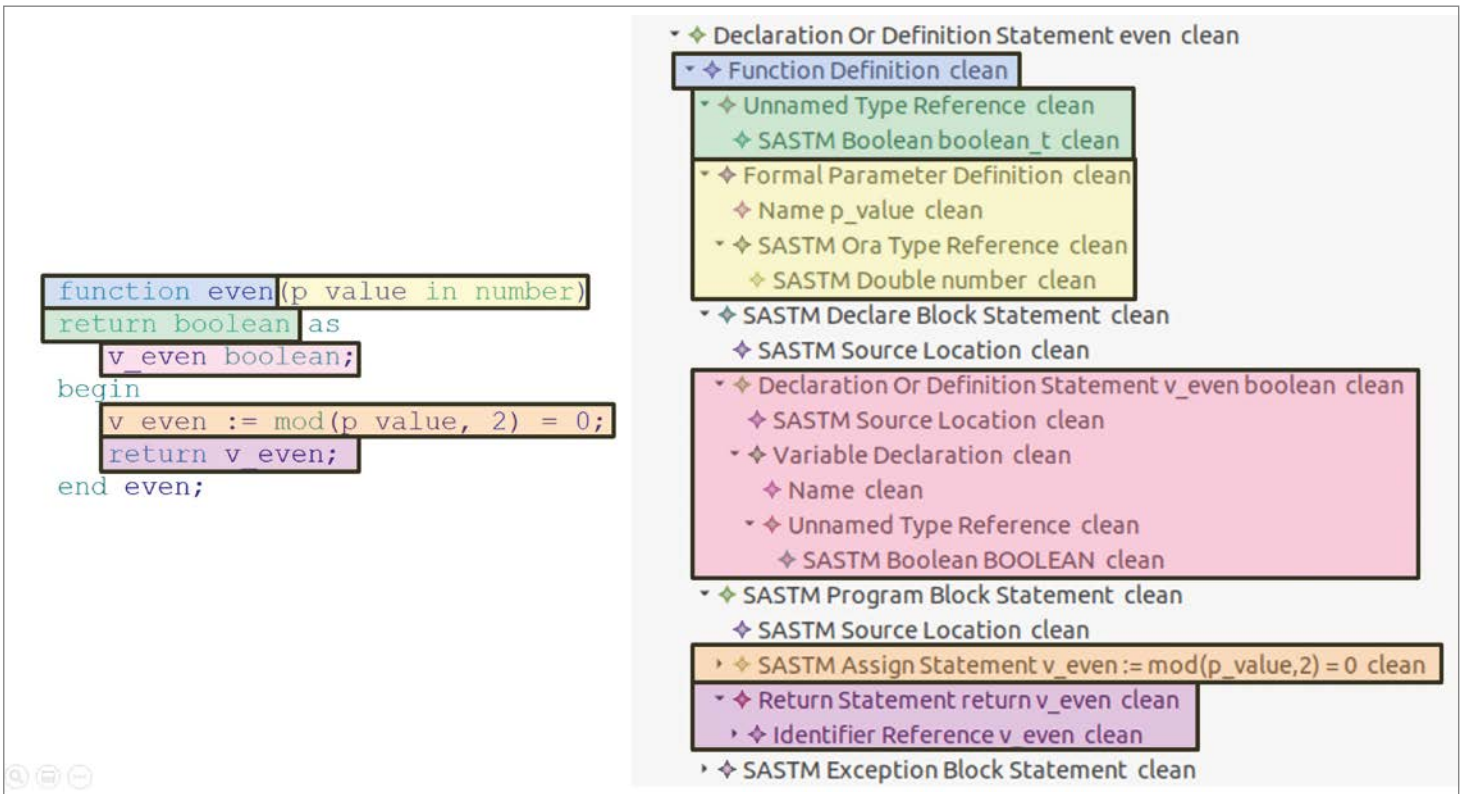 function even(p_value in number)
return boolean as
v_even boolean;
begin
v_even := mod(p_value, 2) = 0;
return v_even;
end even;
Declaration Or Definition Statement even clean
Function Definition clean
Unnamed Type Reference clean
SASTM Boolean boolean_t clean
Formal Parameter Definition clean
Name p_value clean
SASTM Ora Type Reference clean
SASTM Double number clean
SASTM Declare Block Statement clean
SASTM Source Location clean
Declaration Or Definition Statement v_even boolean clean
SASTM Source Location clean
Variable Declaration clean
Name clean
Unnamed Type Reference clean
SASTM Boolean BOOLEAN clean
SASTM Program Block Statement clean
SASTM Source Location clean
SASTM Assign Statement v_even := mod(p_value,2) = 0 clean
Return Statement return v_even clean
Identifier Reference v_even clean
SASTM Exception Block Statement clean